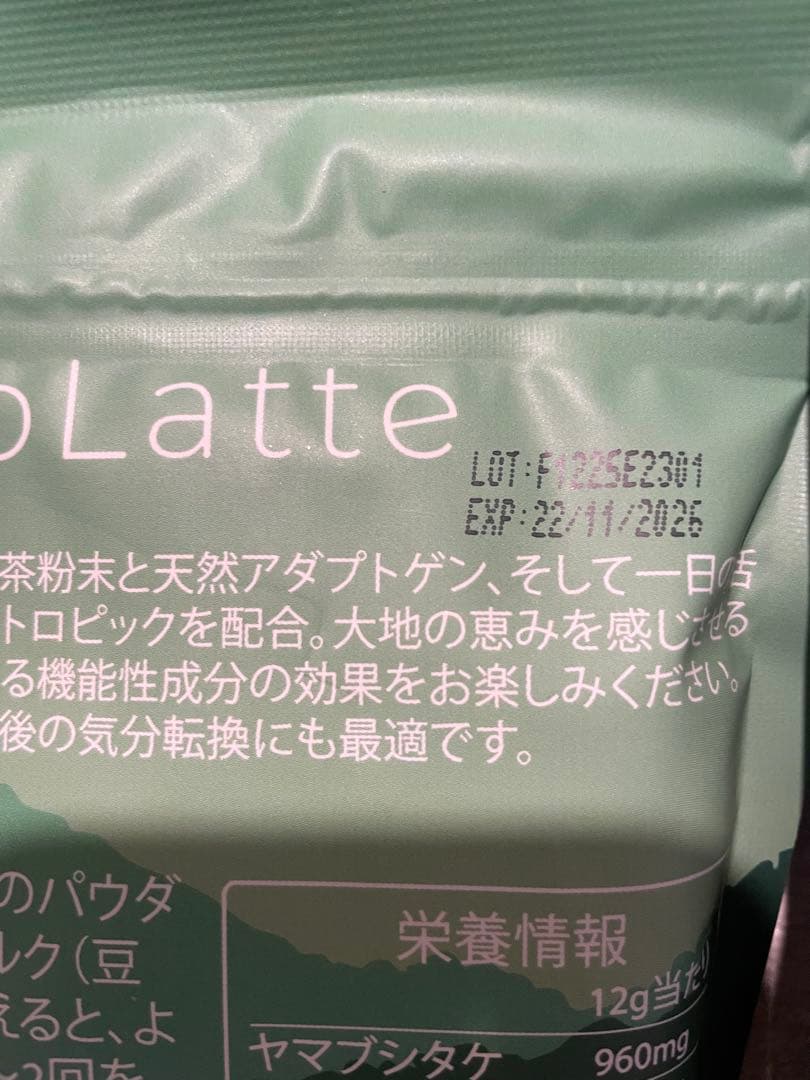 oLatte
LOT:F1225E2301
EXP:22/11/2026
茶粉末と天然アダプトゲン、そして一日の活
トロピックを配合。大地の恵みを感じさせる
る機能性成分の効果をお楽しみください。
後の気分転換にも最適です。
のパウダ
ルク（豆
えると、よ
~2回を
栄養情報
12g当たり
ヤマブシタケ 960mg